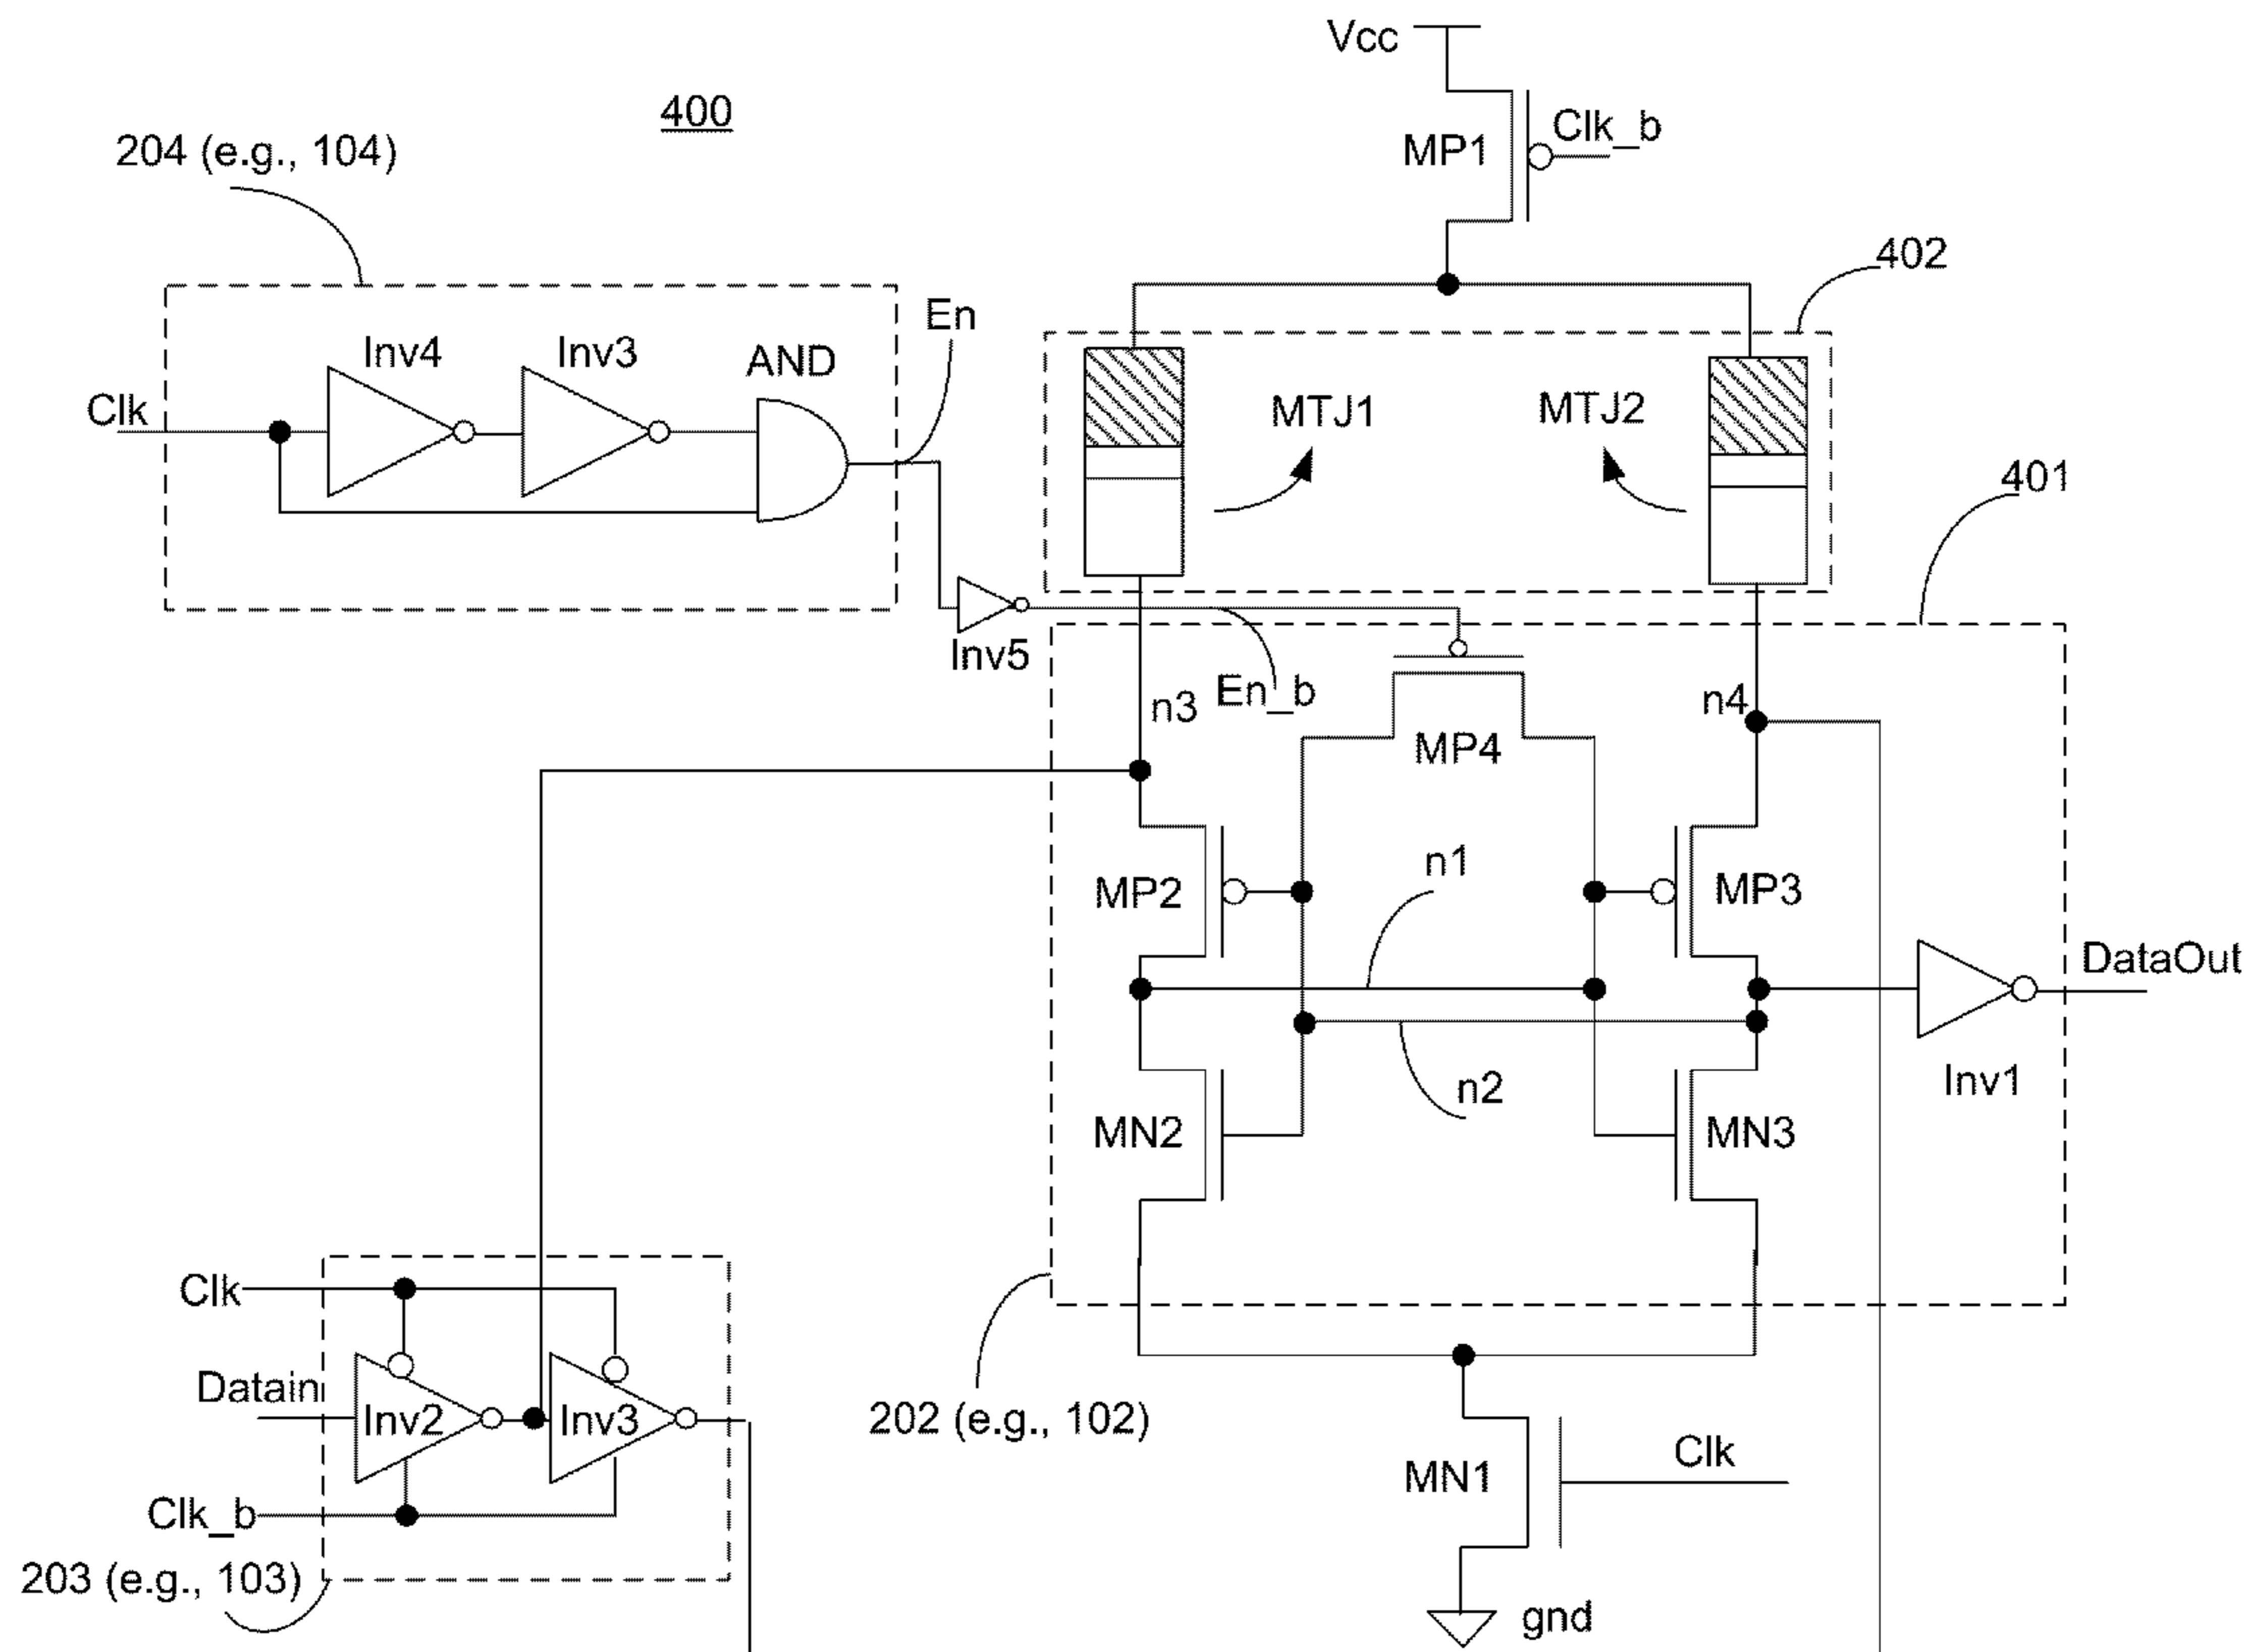 Vcc
400
Clk_b
MP1
204 (e.g., 104)
402
En
Inv4
Inv3
AND
Clk
MTJ1
MTJ2
401
Inv5
En_b
n3
n4
MP4
n1
MP2
MP3
DataOut
n2
Inv1
MN2
MN3
Clk
Datain
Inv2
Inv3
202 (e.g., 102)
Clk
MN1
Clk_b
203 (e.g., 103)
gnd